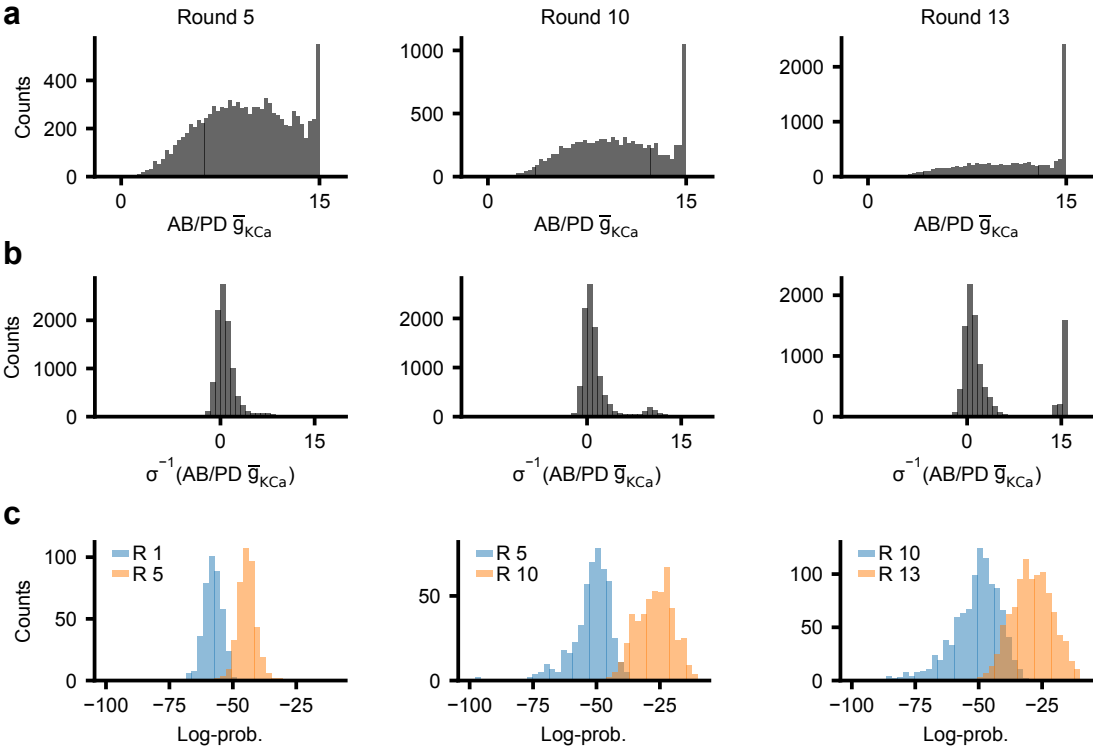 a
Round 5
Round 10
Round 13
Counts
400
200
0
1000
500
0
2000
1000
0
0 15
0 15
0 15
AB/PD g̅KCa
AB/PD g̅KCa
AB/PD g̅KCa
b
Counts
2000
1000
0
2000
1000
0
2000
1000
0
0 15
0 15
0 15
σ⁻¹(AB/PD g̅KCa)
σ⁻¹(AB/PD g̅KCa)
σ⁻¹(AB/PD g̅KCa)
c
Counts
100
50
0
R 1
R 5
50
0
R 5
R 10
100
50
0
R 10
R 13
−100 −75 −50 −25
−100 −75 −50 −25
−100 −75 −50 −25
Log-prob.
Log-prob.
Log-prob.